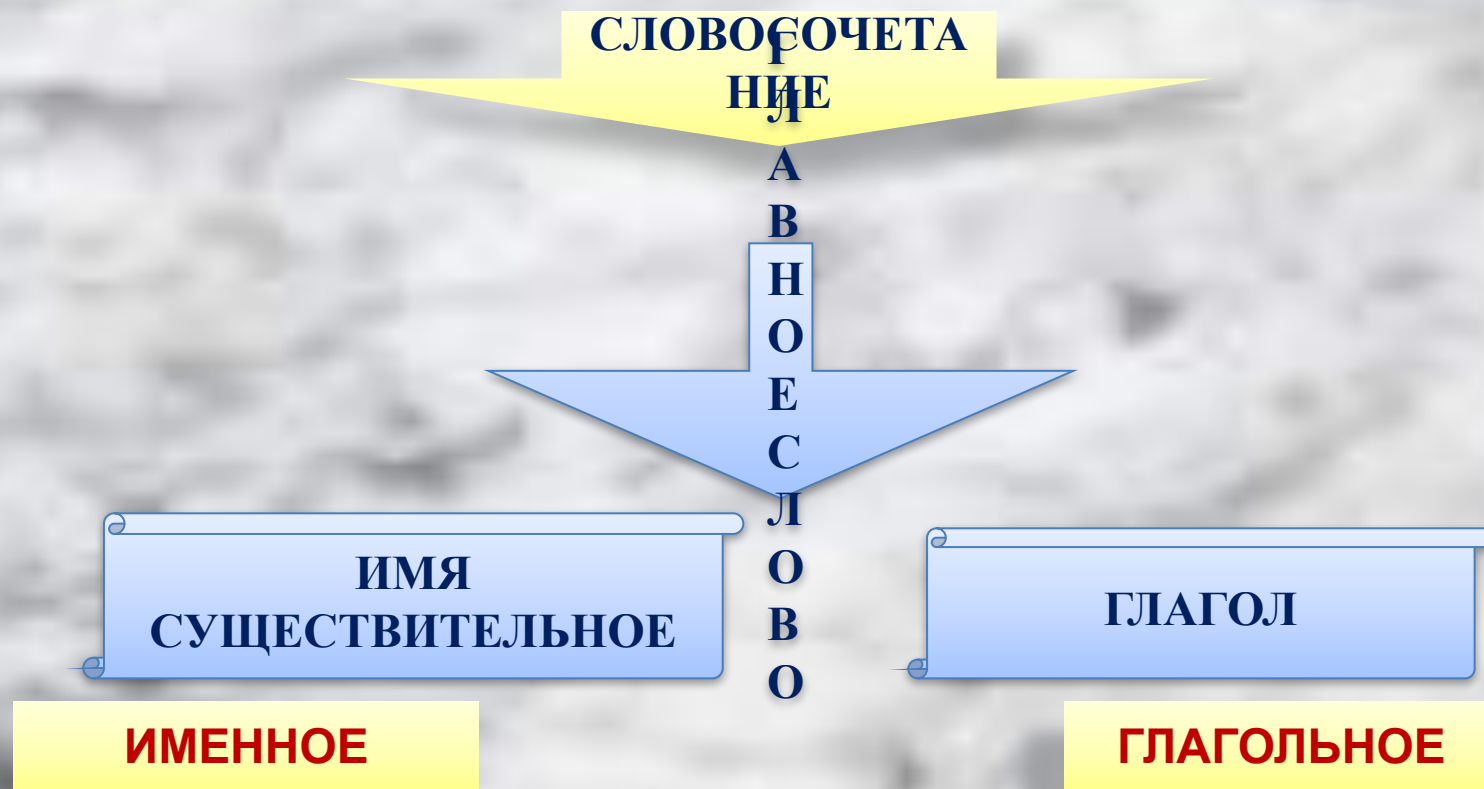 СЛОВОСОЧЕТА
НИЕ
Г
Л
А
В
Н
О
Е
С
Л
О
В
О
ИМЯ
СУЩЕСТВИТЕЛЬНОЕ
ГЛАГОЛ
ИМЕННОЕ
ГЛАГОЛЬНОЕ